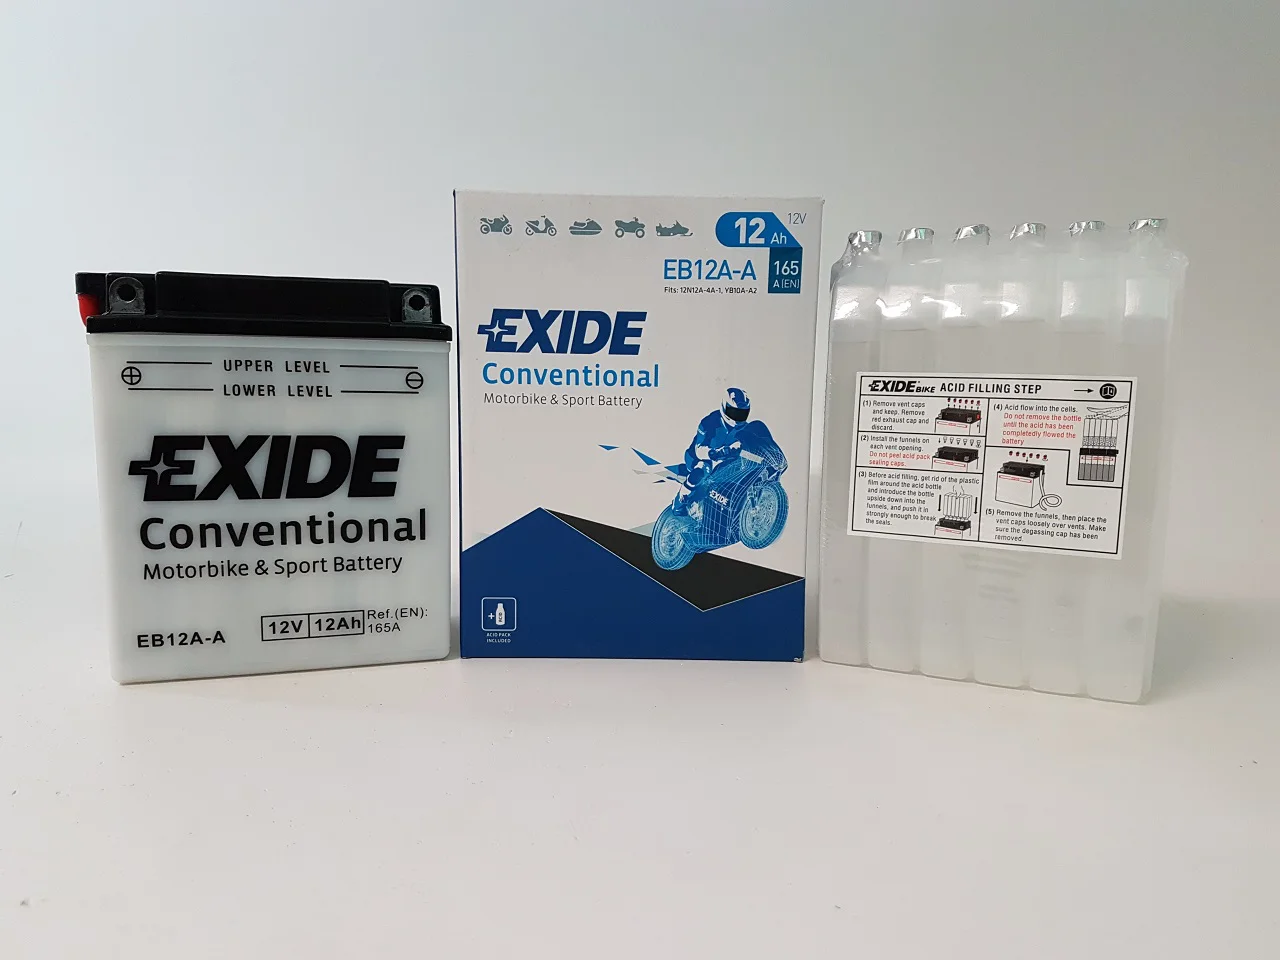 UPPER LEVEL
LOWER LEVEL
EXIDE
Conventional
Motorbike & Sport Battery
EB12A-A
12V 12Ah
Ref.(EN):
165A
12 Ah
12V
EB12A-A
165
A(EN)
Fits: 12N12A-4A-1, YB10A-A2
EXIDE
Conventional
Motorbike & Sport Battery
EXIDE
ACID PACK
INCLUDED
EXIDE BIKE ACID FILLING STEP
(1) Remove vent caps
and keep. Remove
red exhaust cap and
discard.
(2) Install the funnels on
each vent opening.
Do not peel acid pack
sealing caps.
(3) Before acid filling, get rid of the plastic
film around the acid bottle
and introduce the bottle
upside down into the
funnels, and push it in
strongly enough to break
the seals.
(4) Acid flow into the cells.
Do not remove the bottle
until the acid has been
completedly flowed the
battery
(5) Remove the funnels, then place the
vent caps loosely over vents. Make
sure the degassing cap has been
removed.